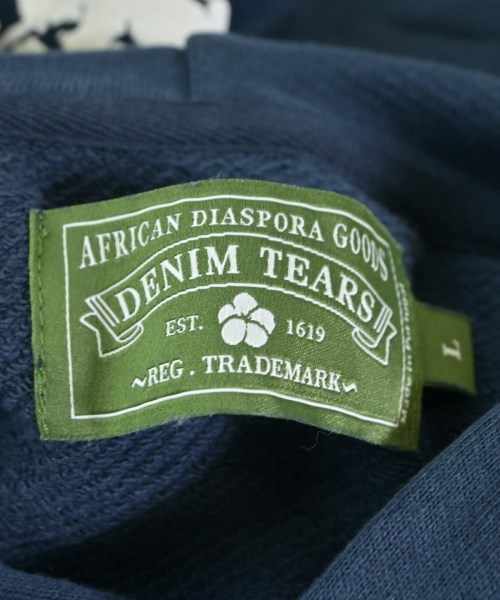 AFRICAN DIASPORA GOODS
DENIM TEARS
EST. 1619
~REG . TRADEMARK~
L